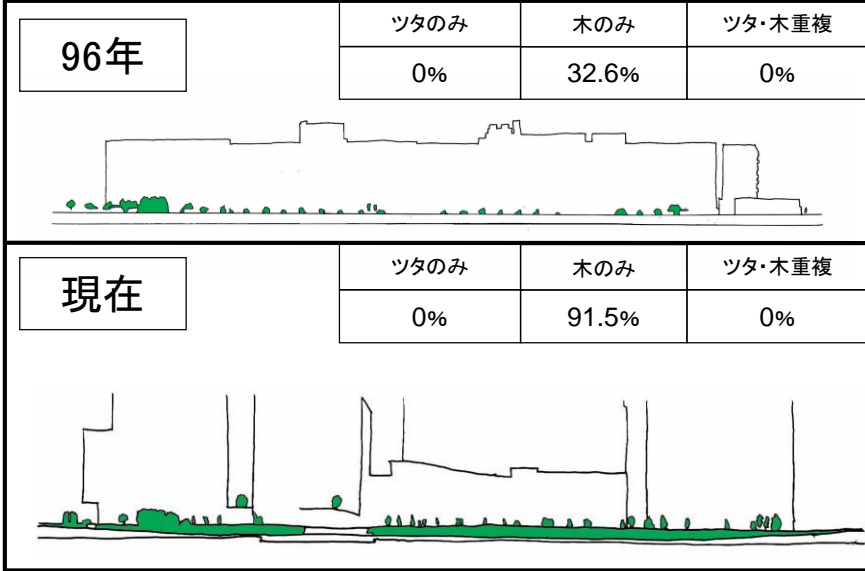 96年
ツタのみ 木のみ ツタ・木重複
0% 32.6% 0%
現在
ツタのみ 木のみ ツタ・木重複
0% 91.5% 0%